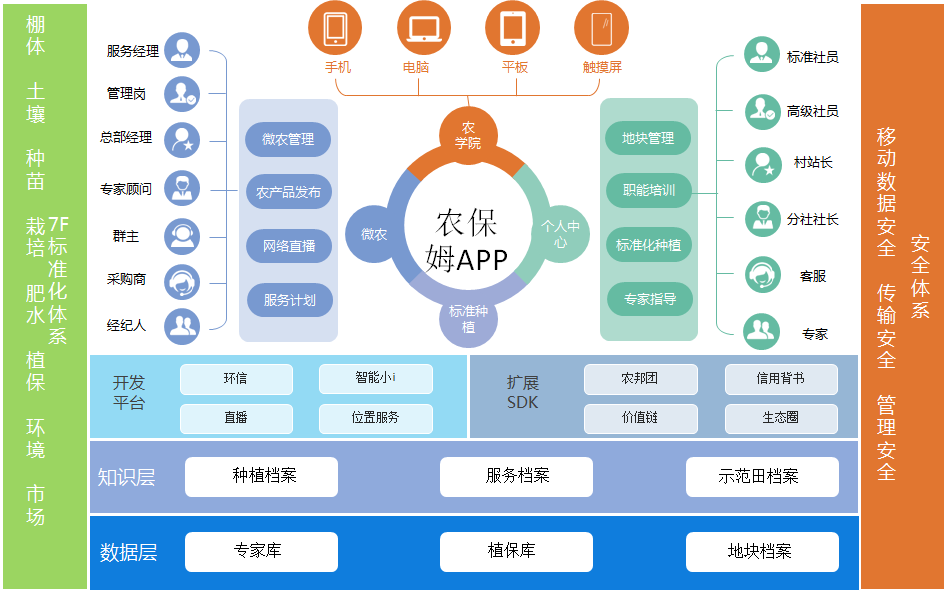 棚体 土壤 种苗 栽培 肥水 植保 环境 市场
7F标准化体系
手机
电脑
平板
触摸屏
服务经理
管理岗
总部经理
专家顾问
群主
采购商
经纪人
微农管理
农产品发布
网络直播
服务计划
农
学院
微农
农保
姆APP
个人中
心
标准种
植
地块管理
职能培训
标准化种植
专家指导
标准社员
高级社员
村站长
分社社长
客服
专家
开发
平台
环信
智能小i
直播
位置服务
扩展
SDK
农邦团
信用背书
价值链
生态圈
知识层
种植档案
服务档案
示范田档案
数据层
专家库
植保库
地块档案
移动数据安全 传输安全 管理安全
安全体系